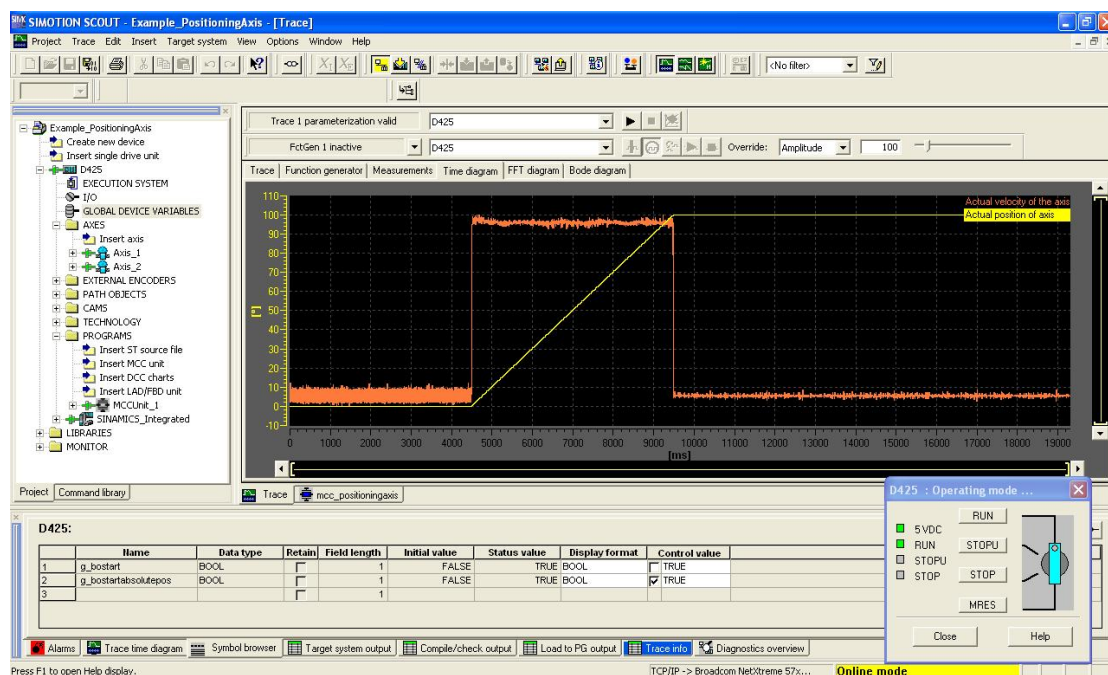 SIMOTION SCOUT - Example_PositioningAxis - [Trace]
Project Trace Edit Insert Target system View Options Window Help
<No filter>
Trace 1 parameterization valid D425
FctGen 1 inactive D425 Override: Amplitude 100
Example_PositioningAxis
Create new device
Insert single drive unit
D425
EXECUTION SYSTEM
I/O
GLOBAL DEVICE VARIABLES
AXES
Insert axis
Axis_1
Axis_2
EXTERNAL ENCODERS
PATH OBJECTS
CAMS
TECHNOLOGY
PROGRAMS
Insert ST source file
Insert MCC unit
Insert DCC charts
Insert LAD/FBD unit
MCCUnit_1
SINAMICS_Integrated
LIBRARIES
MONITOR
Project Command library
Trace Function generator Measurements Time diagram FFT diagram Bode diagram
Actual velocity of the axis
Actual position of axis
110
100
90
80
70
60
50
40
30
20
10
0
-10
[°]
0 1000 2000 3000 4000 5000 6000 7000 8000 9000 10000 11000 12000 13000 14000 15000 16000 17000 18000 19000
[ms]
Trace mcc_positioningaxis
D425:
Name Data type Retain Field length Initial value Status value Display format Control value
1 g_bostart BOOL 1 FALSE TRUE BOOL TRUE
2 g_bostartabsolutepos BOOL 1 FALSE TRUE BOOL TRUE
3 1
D425 : Operating mode ...
5 VDC
RUN
STOPU
STOP
RUN
STOPU
STOP
MRES
Close Help
Alarms Trace time diagram Symbol browser Target system output Compile/check output Load to PG output Trace info Diagnostics overview
Press F1 to open Help display. TCP/IP -> Broadcom NetXtreme 57x... Online mode